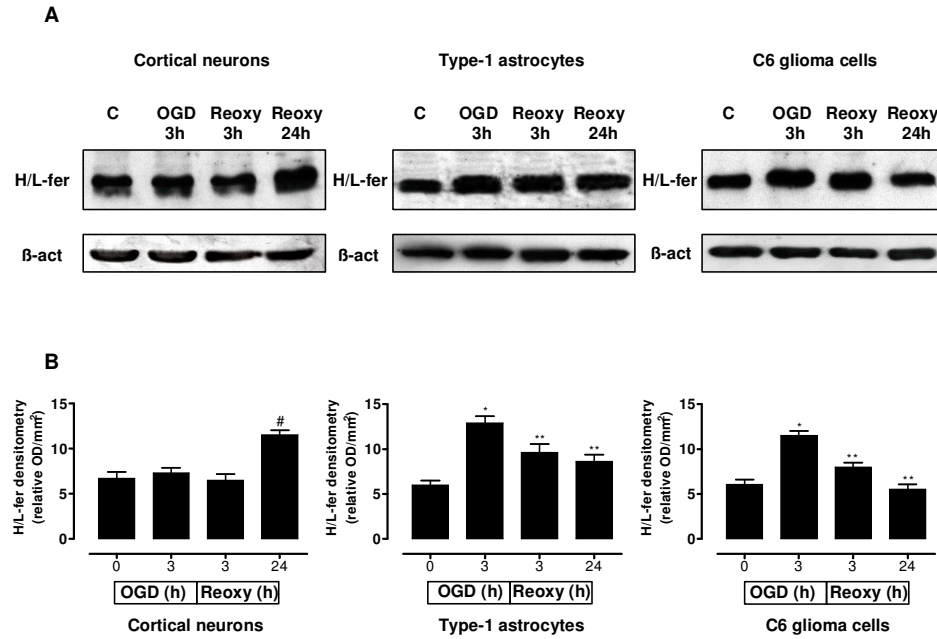 A
Cortical neurons Type-1 astrocytes C6 glioma cells
C OGD Reoxy Reoxy C OGD Reoxy Reoxy C OGD Reoxy Reoxy
3h 3h 24h 3h 3h 24h 3h 3h 24h
H/L-fer H/L-fer H/L-fer
ß-act ß-act ß-act
B
H/L-fer densitometry
(relative OD/mm²)
15
10
5
0
#
0 3 3 24
OGD (h) Reoxy (h)
Cortical neurons
H/L-fer densitometry
(relative OD/mm²)
15
10
5
0
* ** **
0 3 3 24
OGD (h) Reoxy (h)
Type-1 astrocytes
H/L-fer densitometry
(relative OD/mm²)
15
10
5
0
* ** **
0 3 3 24
OGD (h) Reoxy (h)
C6 glioma cells